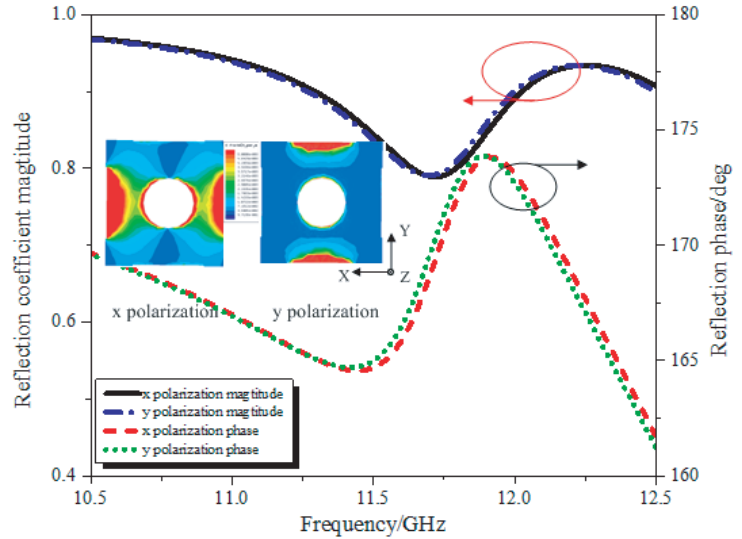 1.0
0.8
0.6
0.4
Reflection coefficient magtitude
180
175
170
165
160
Reflection phase/deg
10.5 11.0 11.5 12.0 12.5
Frequency/GHz
Y
X
Z
x polarization
y polarization
x polarization magtitude
y polarization magtitude
x polarization phase
y polarization phase